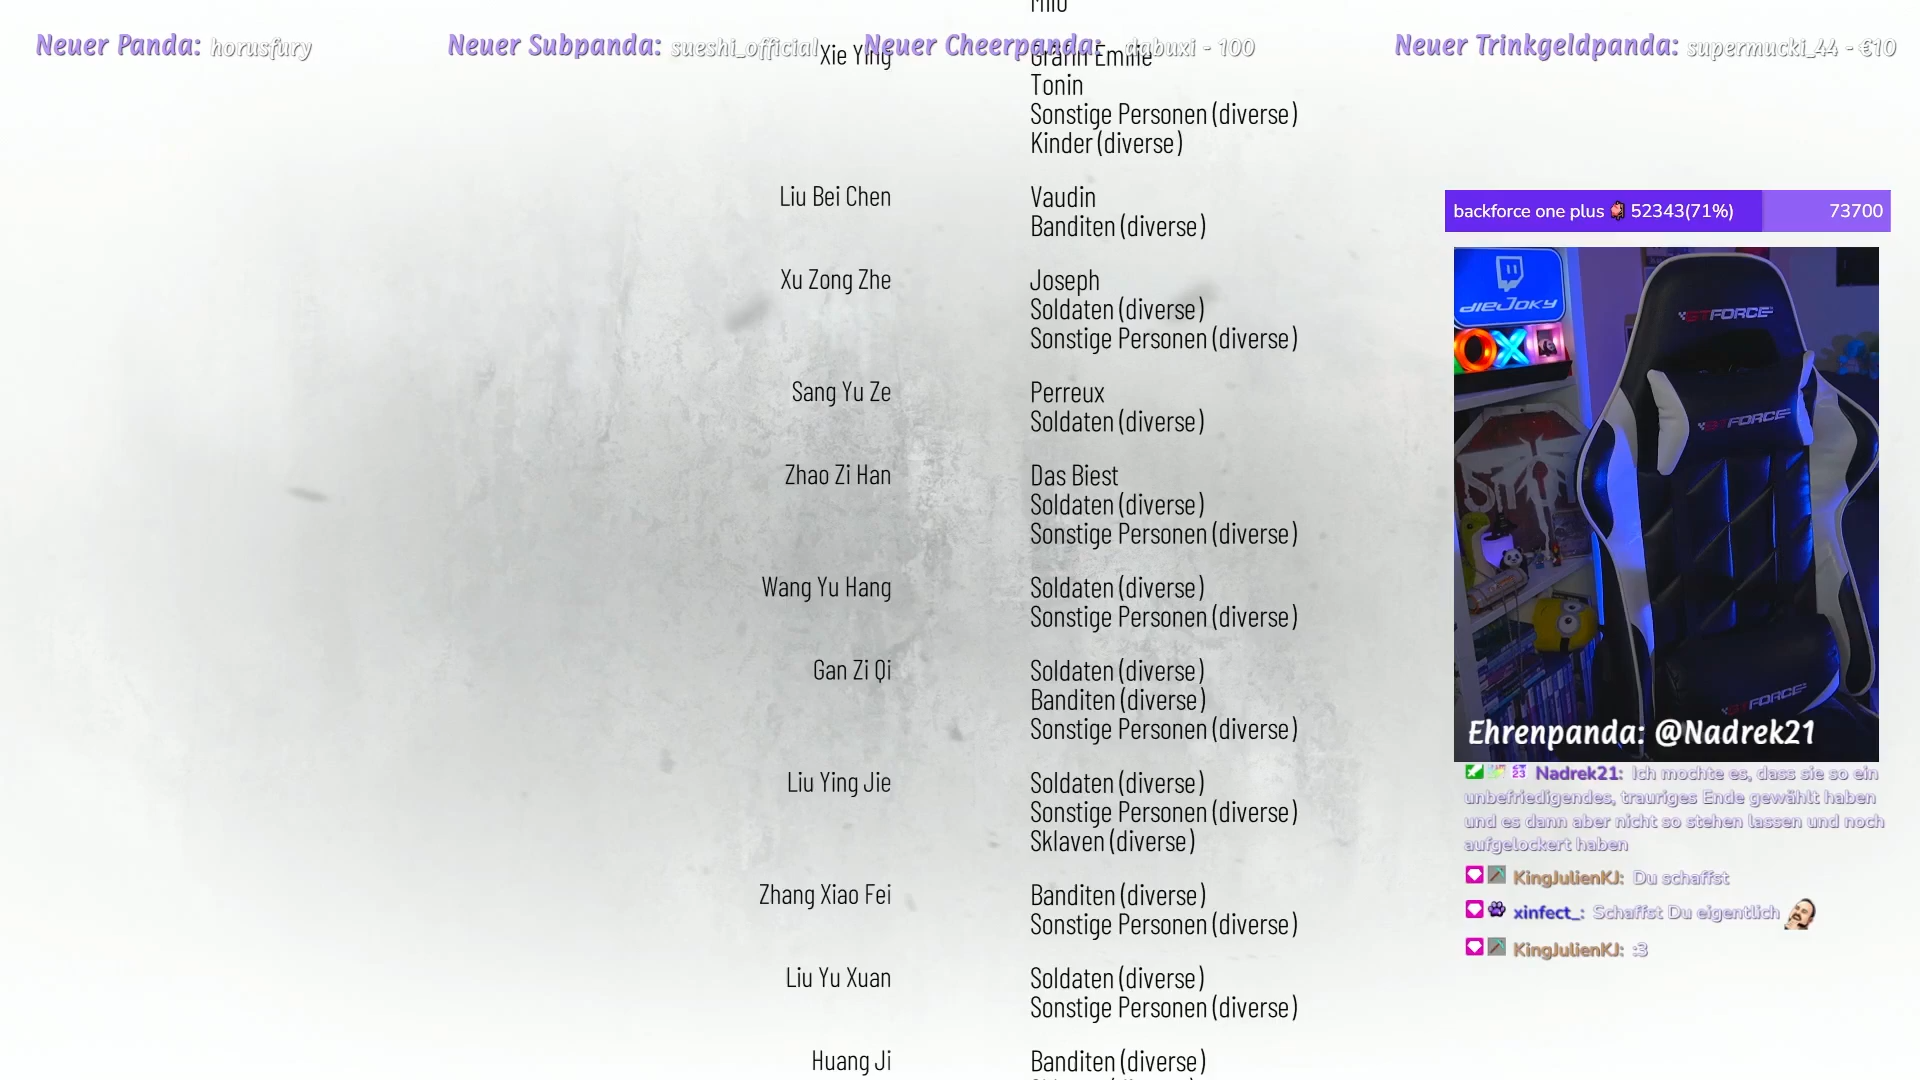 Neuer Panda: horusfury
Neuer Subpanda: sueshi_official
Neuer Cheerpanda: dabuxi - 100
Neuer Trinkgeldpanda: supermucki_44 - €10
Xie Ying
Gräfin Emilie
Tonin
Sonstige Personen (diverse)
Kinder (diverse)
Liu Bei Chen
Vaudin
Banditen (diverse)
Xu Zong Zhe
Joseph
Soldaten (diverse)
Sonstige Personen (diverse)
Sang Yu Ze
Perreux
Soldaten (diverse)
Zhao Zi Han
Das Biest
Soldaten (diverse)
Sonstige Personen (diverse)
Wang Yu Hang
Soldaten (diverse)
Sonstige Personen (diverse)
Gan Zi Qi
Soldaten (diverse)
Banditen (diverse)
Sonstige Personen (diverse)
Liu Ying Jie
Soldaten (diverse)
Sonstige Personen (diverse)
Sklaven (diverse)
Zhang Xiao Fei
Banditen (diverse)
Sonstige Personen (diverse)
Liu Yu Xuan
Soldaten (diverse)
Sonstige Personen (diverse)
Huang Ji
Banditen (diverse)
backforce one plus 52343(71%) 73700
dieJoky
GTFORCE
GTFORCE
GTFORCE
Ehrenpanda: @Nadrek21
23 Nadrek21: Ich mochte es, dass sie so ein
unbefriedigendes, trauriges Ende gewählt haben
und es dann aber nicht so stehen lassen und noch
aufgelockert haben
KingJulienKJ: Du schaffst
xinfect_: Schaffst Du eigentlich
KingJulienKJ: :3